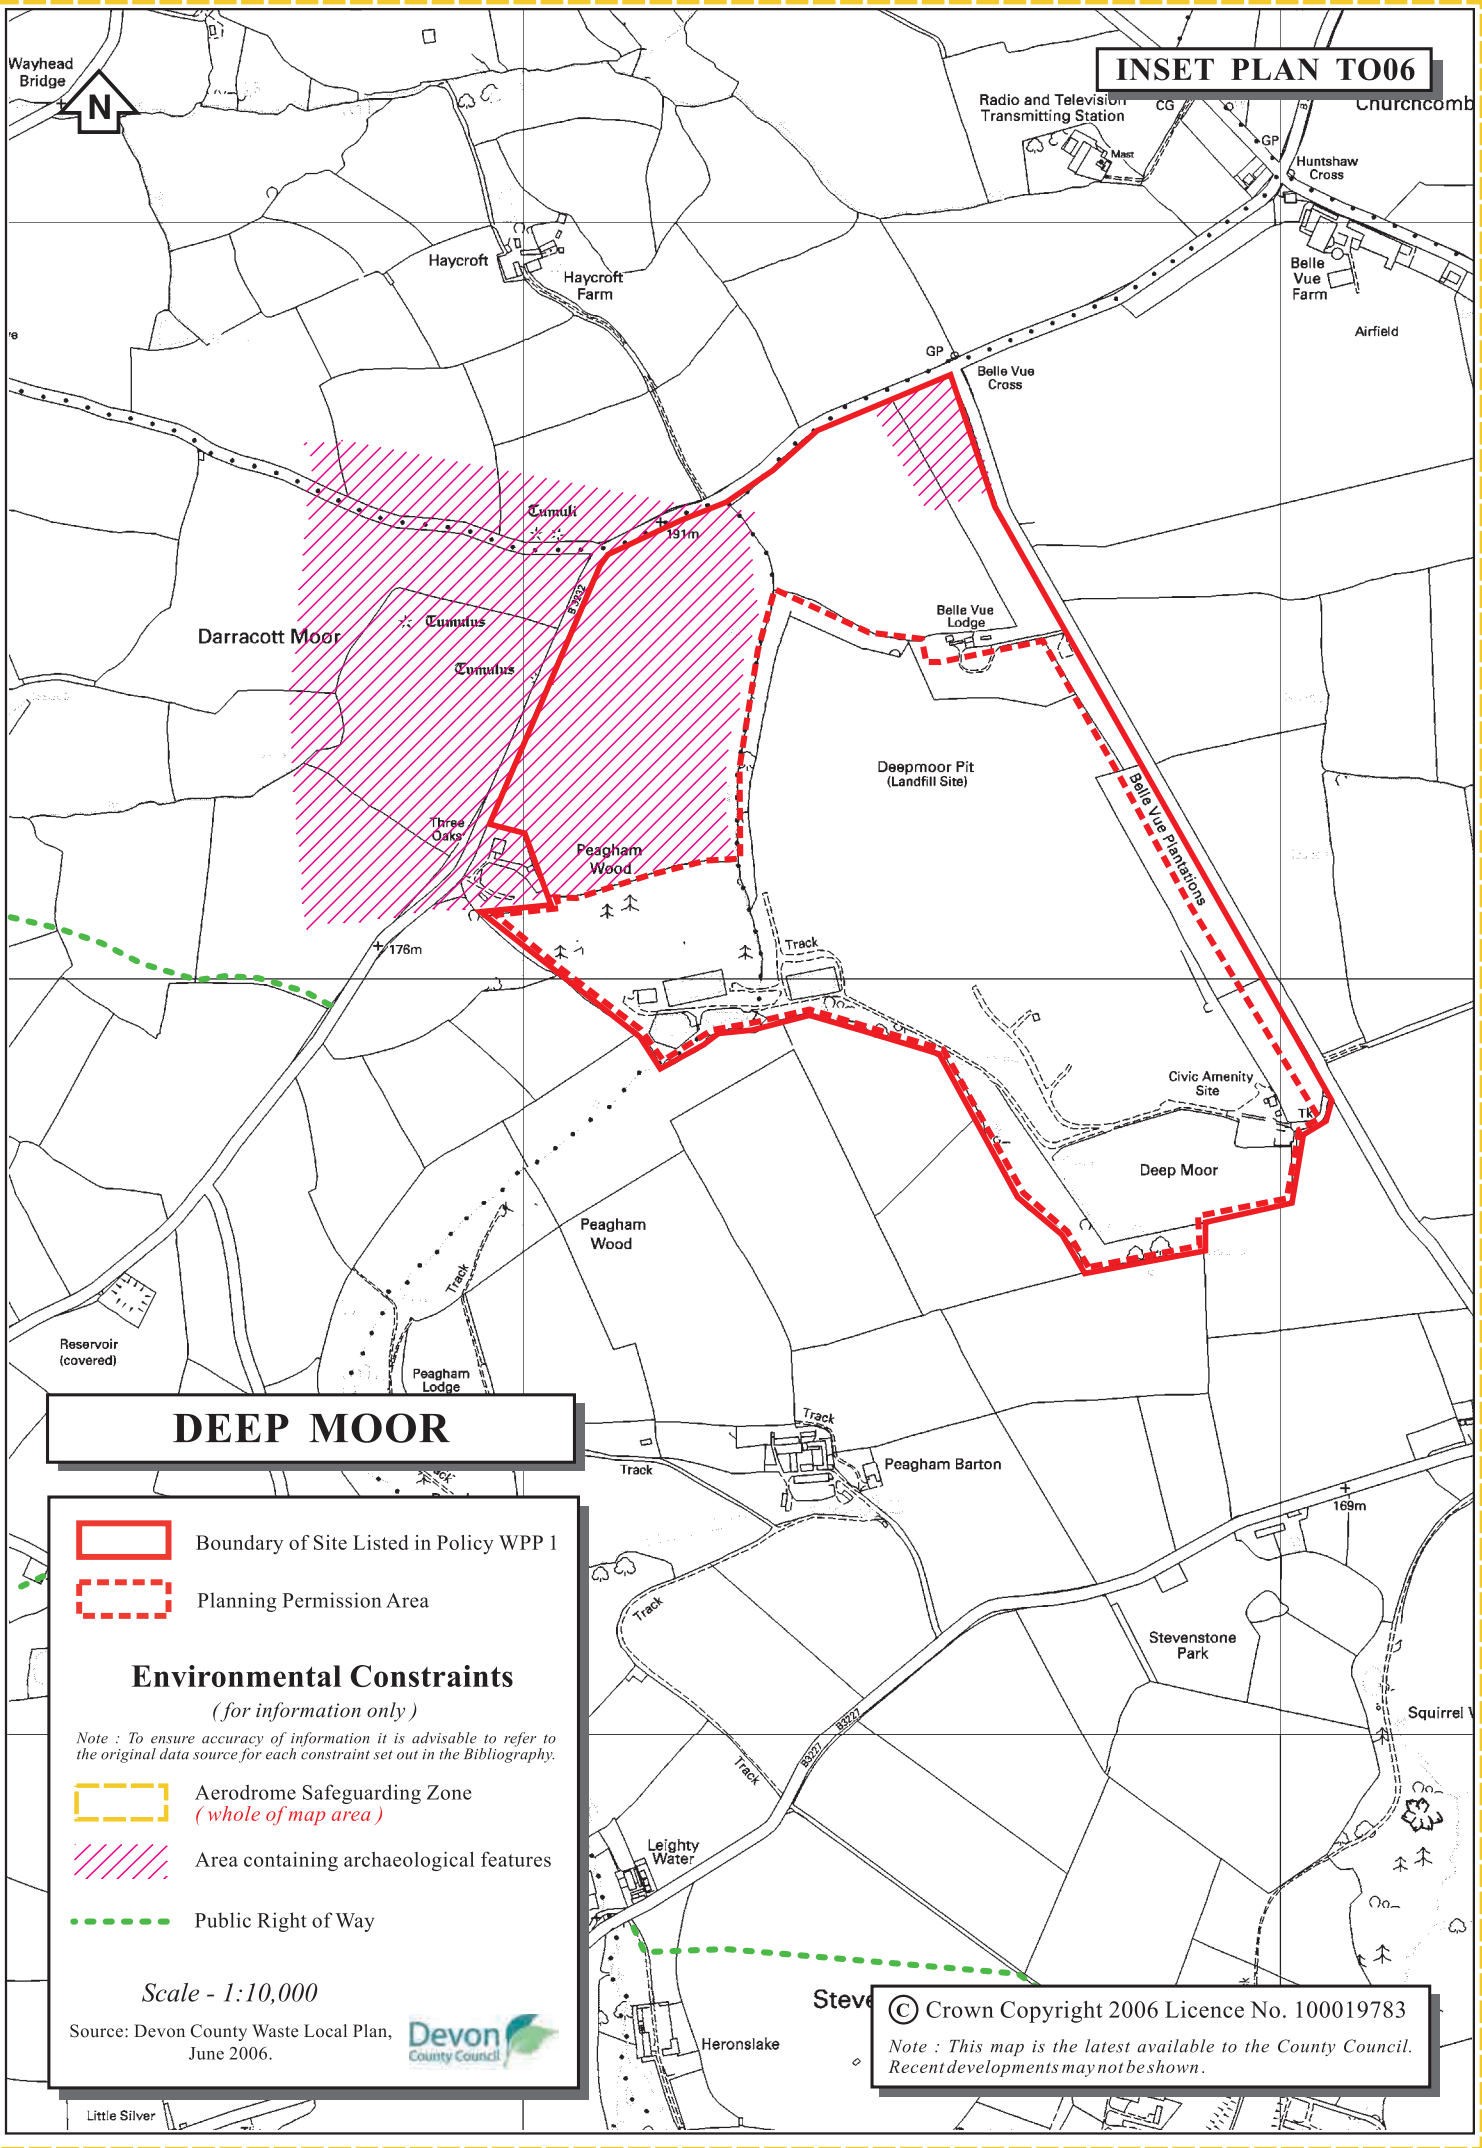 INSET PLAN TO06
Wayhead
Bridge
N
Radio and Television
Transmitting Station
CG
Churchcomb
Mast
GP
Huntshaw
Cross
Haycroft
Haycroft
Farm
Belle
Vue
Farm
Airfield
GP
Belle Vue
Cross
Tumuli
191m
B 3232
Darracott Moor
Tumulus
Tumulus
Belle Vue
Lodge
Deepmoor Pit
(Landfill Site)
Belle Vue Plantations
Three
Oaks
Peagham
Wood
176m
Track
Civic Amenity
Site
Tk
Deep Moor
Peagham
Wood
Track
Reservoir
(covered)
Peagham
Lodge
DEEP MOOR
Track
Track
Peagham Barton
169m
Boundary of Site Listed in Policy WPP 1
Planning Permission Area
Environmental Constraints
( for information only )
Note : To ensure accuracy of information it is advisable to refer to
the original data source for each constraint set out in the Bibliography.
Aerodrome Safeguarding Zone
( whole of map area )
Area containing archaeological features
Public Right of Way
Scale - 1:10,000
Source: Devon County Waste Local Plan,
June 2006.
Devon
County Council
Track
Stevenstone
Park
Squirrel
B3227
B3227
Track
Leighty
Water
Steve
Heronslake
© Crown Copyright 2006 Licence No. 100019783
Note : This map is the latest available to the County Council.
Recent developments may not be shown.
Little Silver